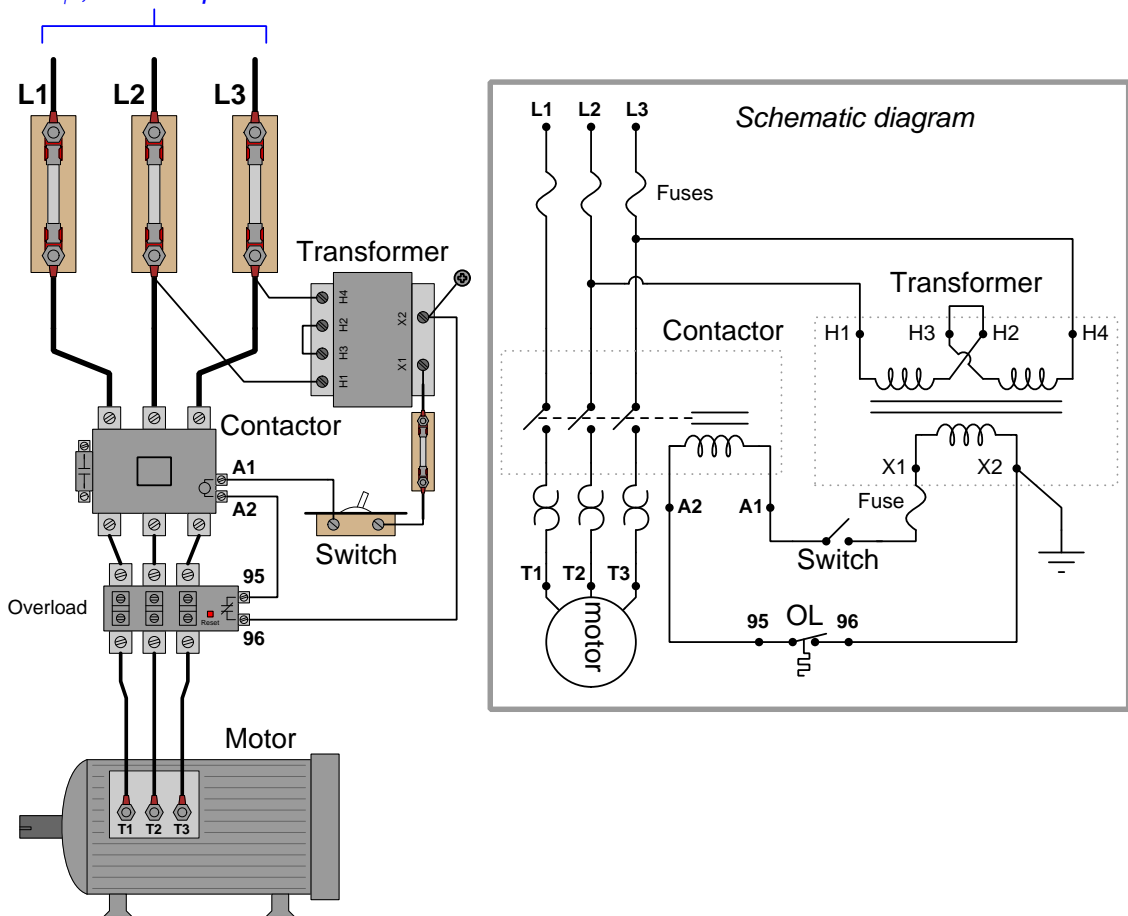 L1 L2 L3
Transformer
H4
H2
H3
H1
X2
X1
Contactor
A1
A2
Switch
95
Overload
Reset
96
Motor
T1 T2 T3
Schematic diagram
L1 L2 L3
Fuses
Transformer
Contactor
H1 H3 H2 H4
X1 X2
Fuse
A2 A1
Switch
T1 T2 T3
motor
95 OL 96